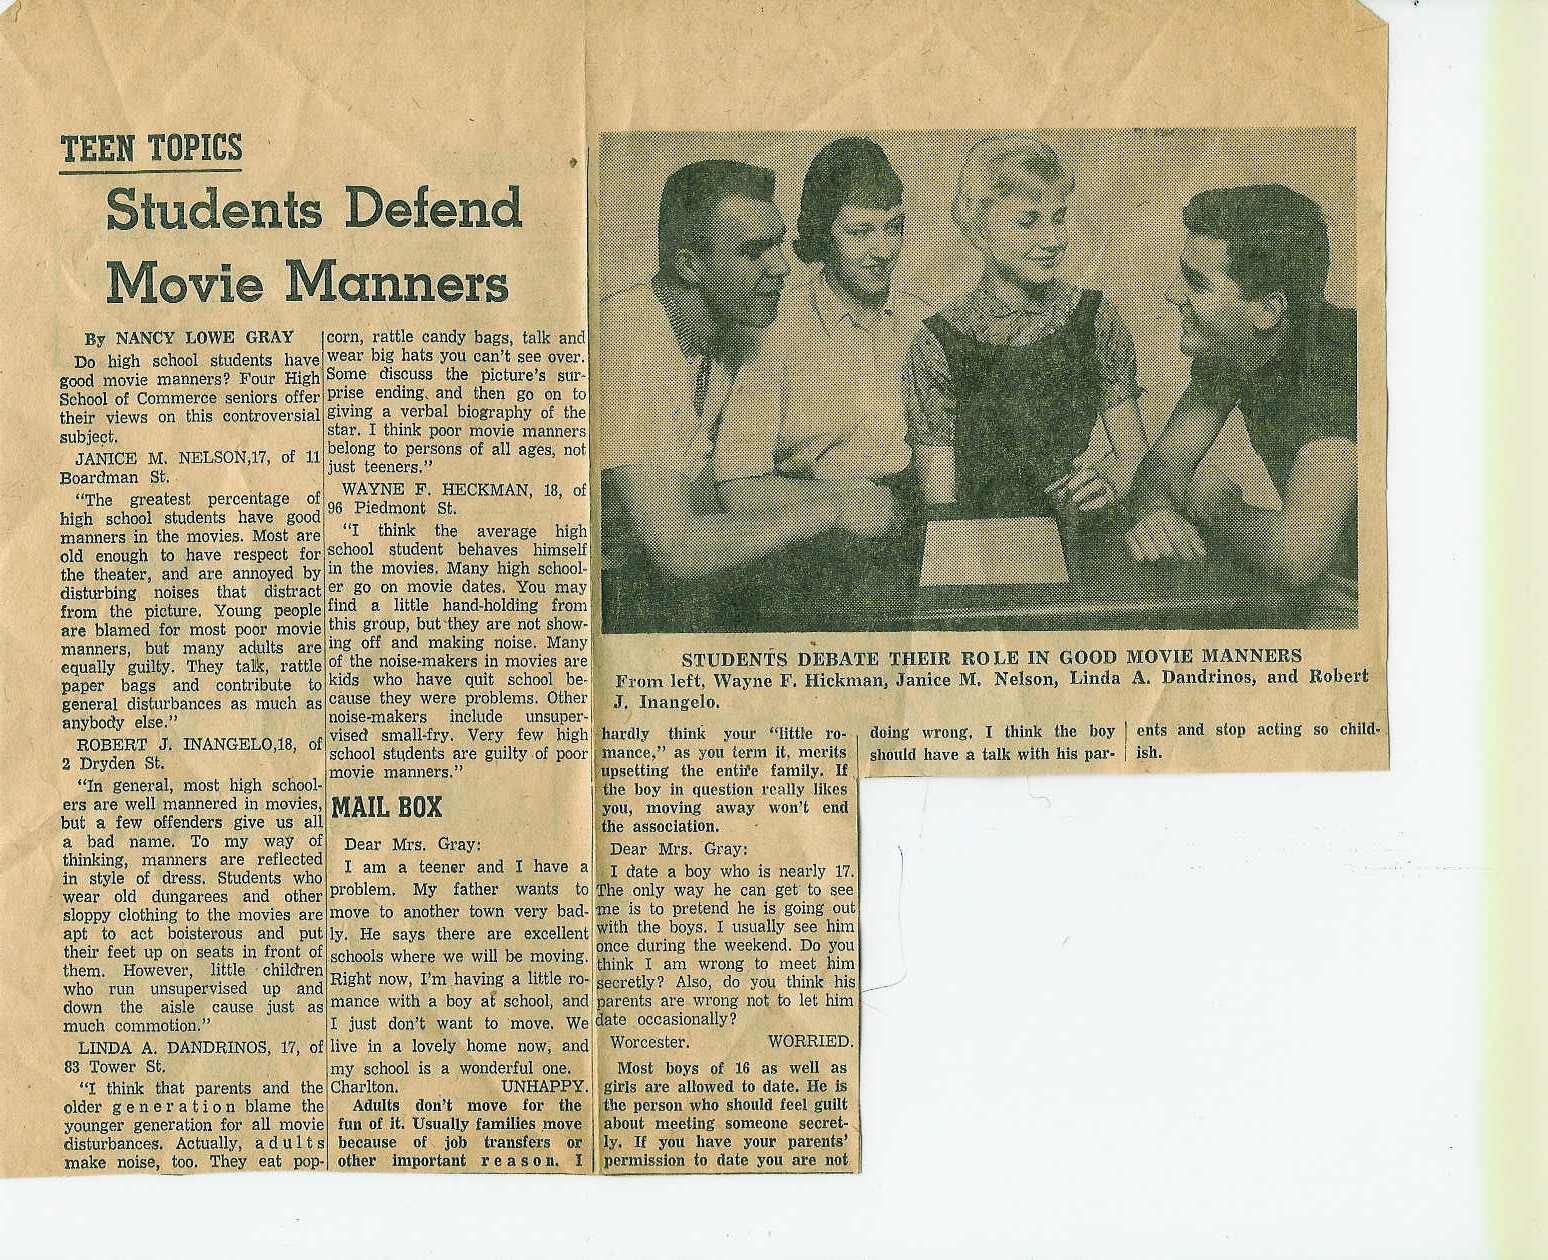 TEEN TOPICS
Students Defend
Movie Manners
By NANCY LOWE GRAY
Do high school students have
good movie manners? Four High
School of Commerce seniors offer
their views on this controversial
subject.
JANICE M. NELSON,17, of 11
Boardman St.
"The greatest percentage of
high school students have good
manners in the movies. Most are
old enough to have respect for
the theater, and are annoyed by
disturbing noises that distract
from the picture. Young people
are blamed for most poor movie
manners, but many adults are
equally guilty. They talk, rattle
paper bags and contribute to
general disturbances as much as
anybody else."
ROBERT J. INANGELO,18, of
2 Dryden St.
"In general, most high school-
ers are well mannered in movies,
but a few offenders give us all
a bad name. To my way of
thinking, manners are reflected
in style of dress. Students who
wear old dungarees and other
sloppy clothing to the movies are
apt to act boisterous and put
their feet up on seats in front of
them. However, little children
who run unsupervised up and
down the aisle cause just as
much commotion."
LINDA A. DANDRINOS, 17, of
83 Tower St.
"I think that parents and the
older generation blame the
younger generation for all movie
disturbances. Actually, adults
make noise, too. They eat pop-
corn, rattle candy bags, talk and
wear big hats you can't see over.
Some discuss the picture's sur-
prise ending, and then go on to
giving a verbal biography of the
star. I think poor movie manners
belong to persons of all ages, not
just teeners."
WAYNE F. HECKMAN, 18, of
96 Piedmont St.
"I think the average high
school student behaves himself
in the movies. Many high school-
er go on movie dates. You may
find a little hand-holding from
this group, but they are not show-
ing off and making noise. Many
of the noise-makers in movies are
kids who have quit school be-
cause they were problems. Other
noise-makers include unsuper-
vised small-fry. Very few high
school students are guilty of poor
movie manners."
MAIL BOX
Dear Mrs. Gray:
I am a teener and I have a
problem. My father wants to
move to another town very bad-
ly. He says there are excellent
schools where we will be moving.
Right now, I'm having a little ro-
mance with a boy at school, and
I just don't want to move. We
live in a lovely home now, and
my school is a wonderful one.
Charlton. UNHAPPY.
Adults don't move for the
fun of it. Usually families move
because of job transfers or
other important reason. I
STUDENTS DEBATE THEIR ROLE IN GOOD MOVIE MANNERS
From left, Wayne F. Hickman, Janice M. Nelson, Linda A. Dandrinos, and Robert
J. Inangelo.
hardly think your "little ro-
mance," as you term it, merits
upsetting the entire family. If
the boy in question really likes
you, moving away won't end
the association.
Dear Mrs. Gray:
I date a boy who is nearly 17.
The only way he can get to see
me is to pretend he is going out
with the boys. I usually see him
once during the weekend. Do you
think I am wrong to meet him
secretly? Also, do you think his
parents are wrong not to let him
date occasionally?
Worcester. WORRIED.
Most boys of 16 as well as
girls are allowed to date. He is
the person who should feel guilt
about meeting someone secret-
ly. If you have your parents'
permission to date you are not
doing wrong. I think the boy
should have a talk with his par-
ents and stop acting so child-
ish.